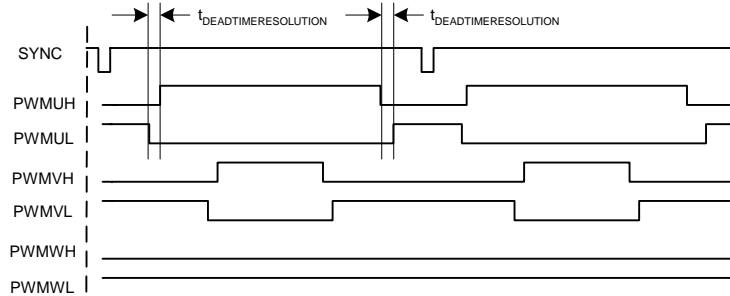 tDEADTIMERESOLUTION
tDEADTIMERESOLUTION
SYNC
PWMUH
PWMUL
PWMVH
PWMVL
PWMWH
PWMWL